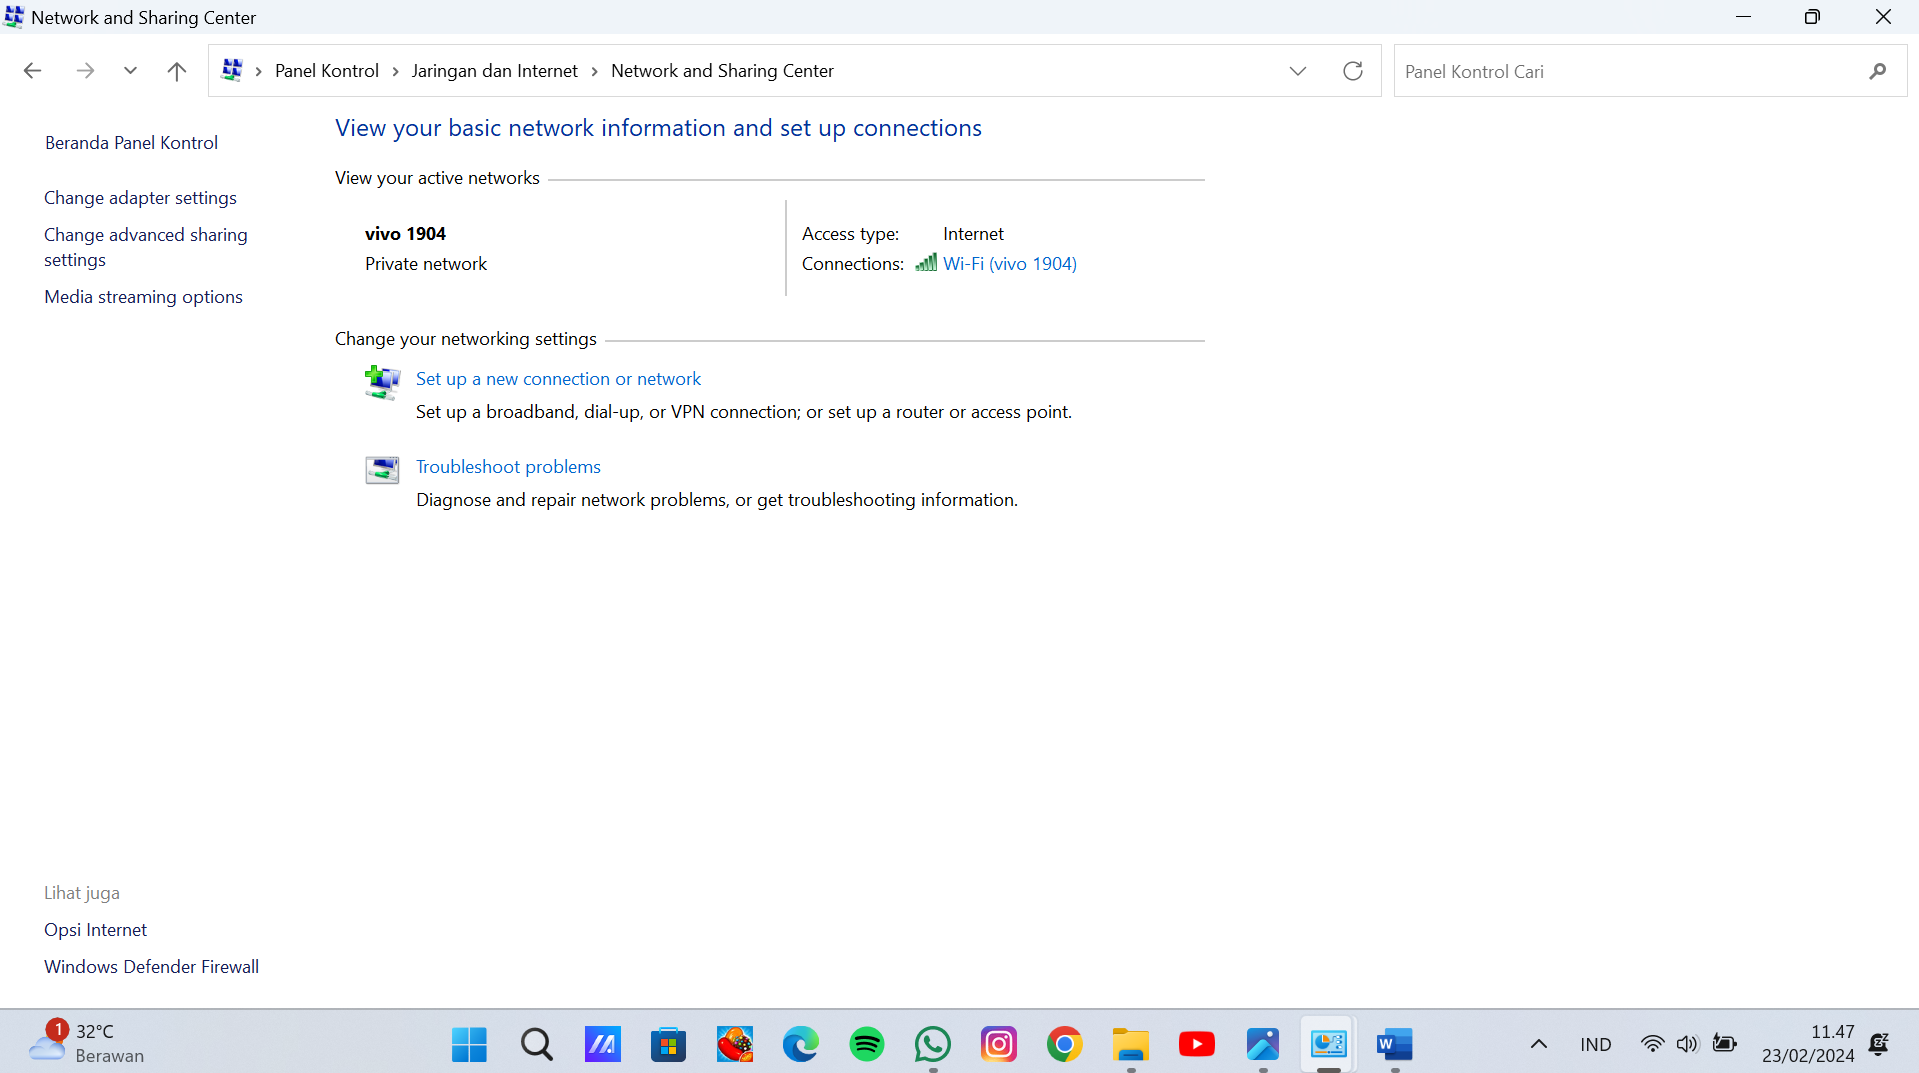 Network and Sharing Center
Panel Kontrol > Jaringan dan Internet > Network and Sharing Center
Panel Kontrol Cari
Beranda Panel Kontrol
Change adapter settings
Change advanced sharing
settings
Media streaming options
View your basic network information and set up connections
View your active networks
vivo 1904
Private network
Access type: Internet
Connections: Wi-Fi (vivo 1904)
Change your networking settings
Set up a new connection or network
Set up a broadband, dial-up, or VPN connection; or set up a router or access point.
Troubleshoot problems
Diagnose and repair network problems, or get troubleshooting information.
Lihat juga
Opsi Internet
Windows Defender Firewall
1
32°C
Berawan
W
IND
11.47
23/02/2024